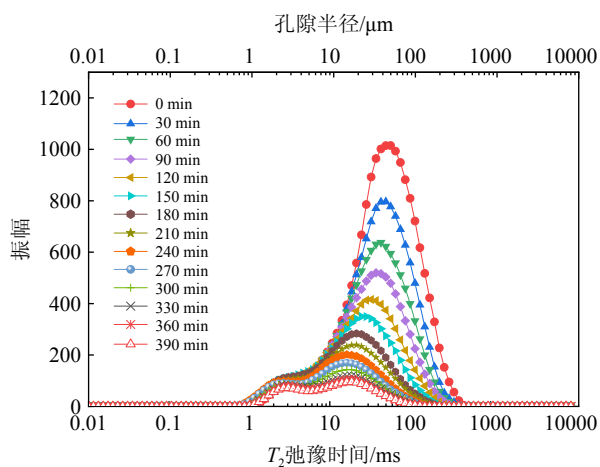 孔隙半径/μm
0.01 0.1 1 10 100 1000 10000
振幅
1200
1000
800
600
400
200
0
0 min
30 min
60 min
90 min
120 min
150 min
180 min
210 min
240 min
270 min
300 min
330 min
360 min
390 min
0.01 0.1 1 10 100 1000 10000
T2弛豫时间/ms